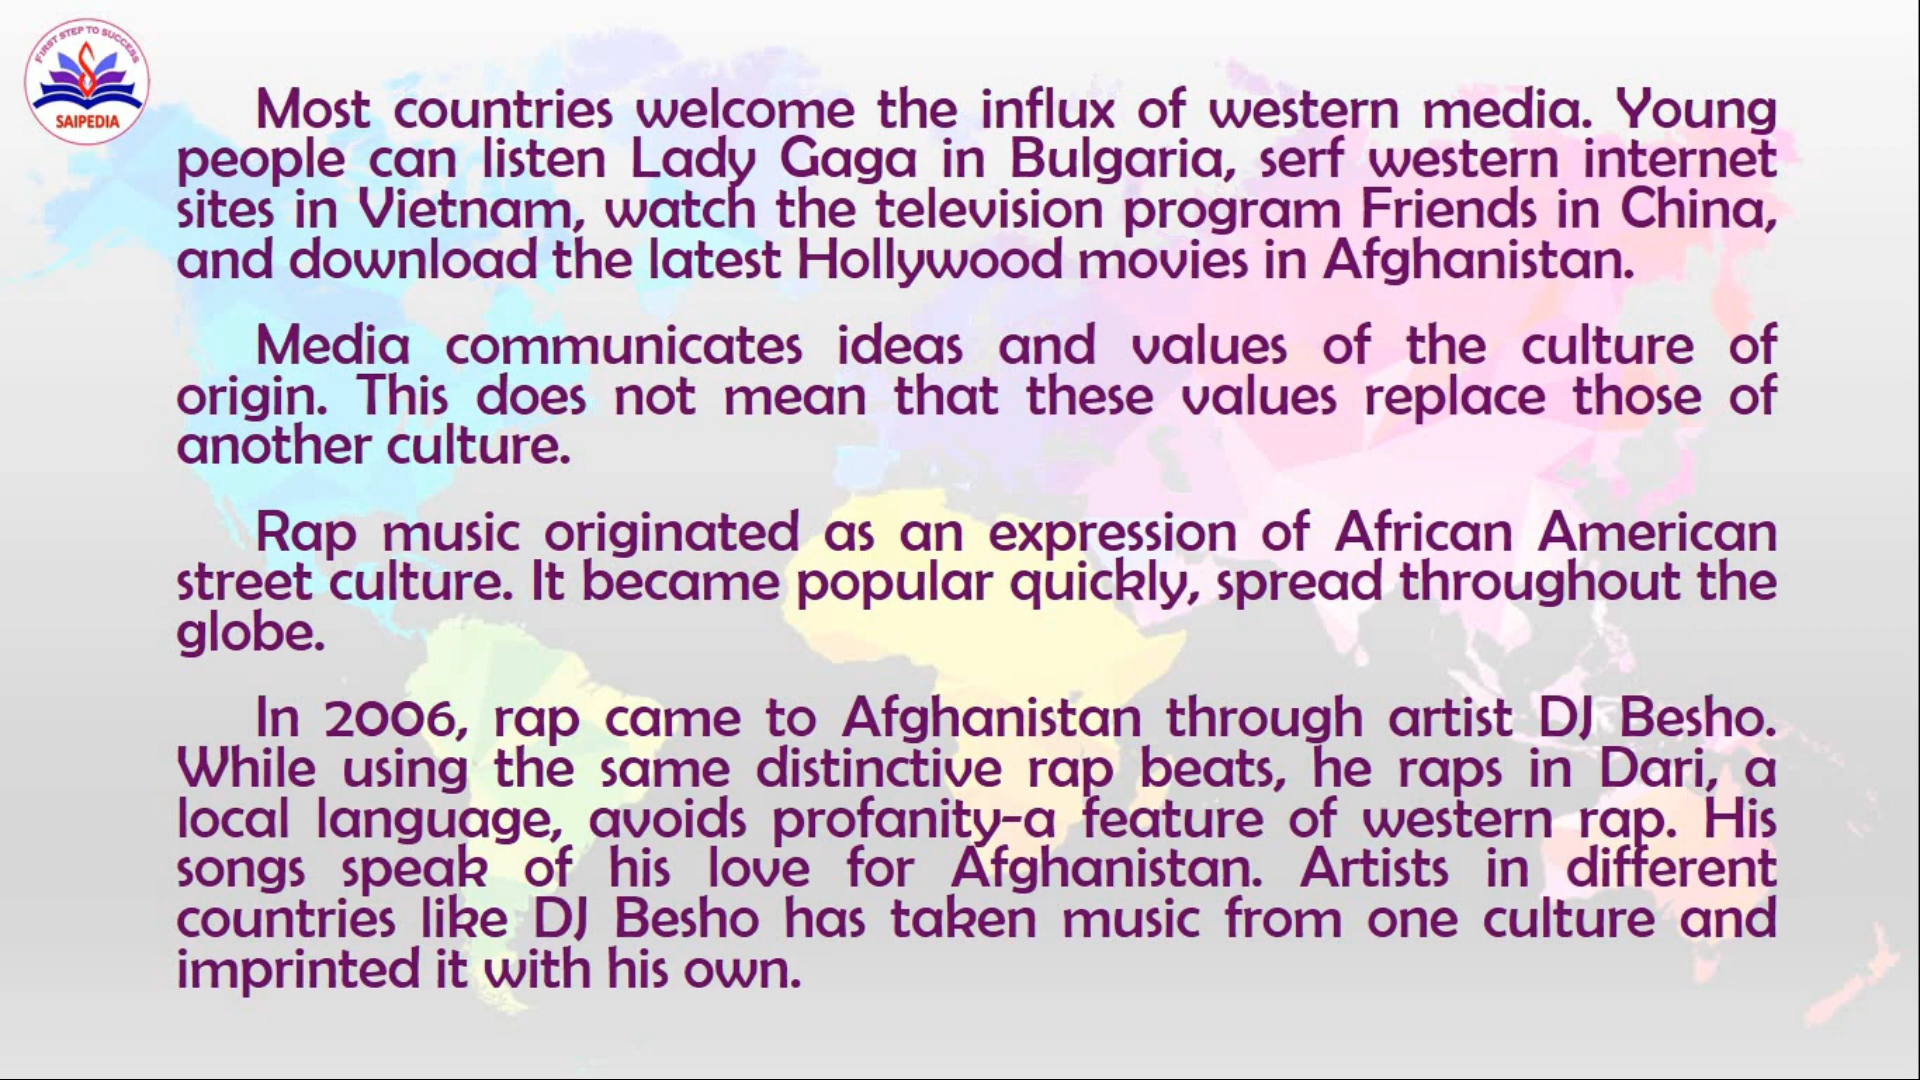 FIRST STEP TO SUCCESS
SAIPEDIA
Most countries welcome the influx of western media. Young
people can listen Lady Gaga in Bulgaria, serf western internet
sites in Vietnam, watch the television program Friends in China,
and download the latest Hollywood movies in Afghanistan.
Media communicates ideas and values of the culture of
origin. This does not mean that these values replace those of
another culture.
Rap music originated as an expression of African American
street culture. It became popular quickly, spread throughout the
globe.
In 2006, rap came to Afghanistan through artist DJ Besho.
While using the same distinctive rap beats, he raps in Dari, a
local language, avoids profanity-a feature of western rap. His
songs speak of his love for Afghanistan. Artists in different
countries like DJ Besho has taken music from one culture and
imprinted it with his own.